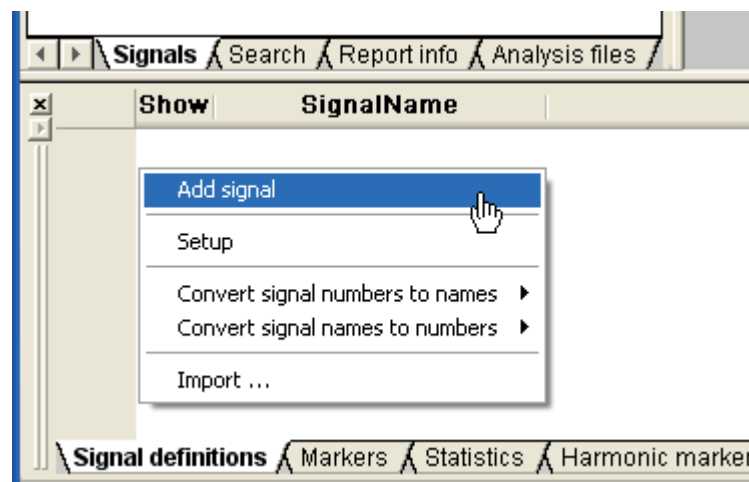 Signals Search Report info Analysis files
Show SignalName
Add signal
Setup
Convert signal numbers to names
Convert signal names to numbers
Import ...
Signal definitions Markers Statistics Harmonic marker